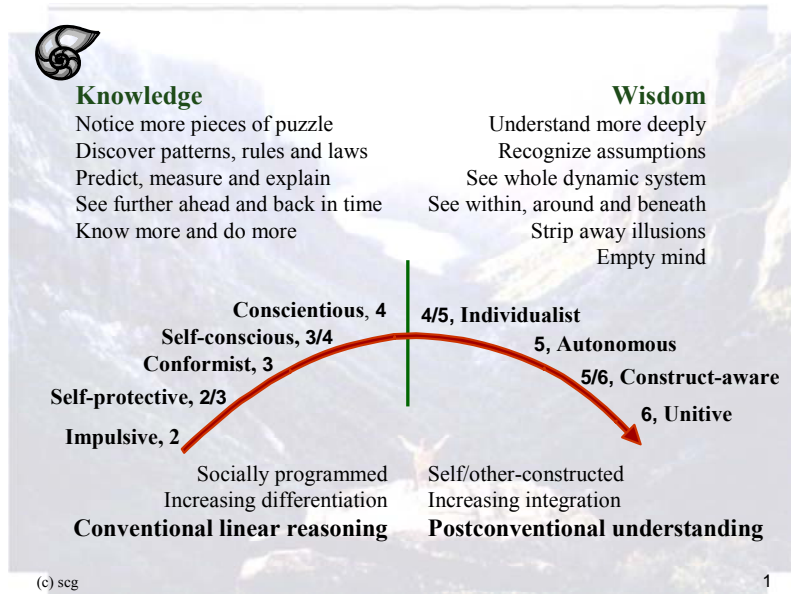 Knowledge
Notice more pieces of puzzle
Discover patterns, rules and laws
Predict, measure and explain
See further ahead and back in time
Know more and do more
Wisdom
Understand more deeply
Recognize assumptions
See whole dynamic system
See within, around and beneath
Strip away illusions
Empty mind
Conscientious, 4
Self-conscious, 3/4
Conformist, 3
Self-protective, 2/3
Impulsive, 2
4/5, Individualist
5, Autonomous
5/6, Construct-aware
6, Unitive
Socially programmed
Increasing differentiation
Conventional linear reasoning
Self/other-constructed
Increasing integration
Postconventional understanding
(c) scg
1